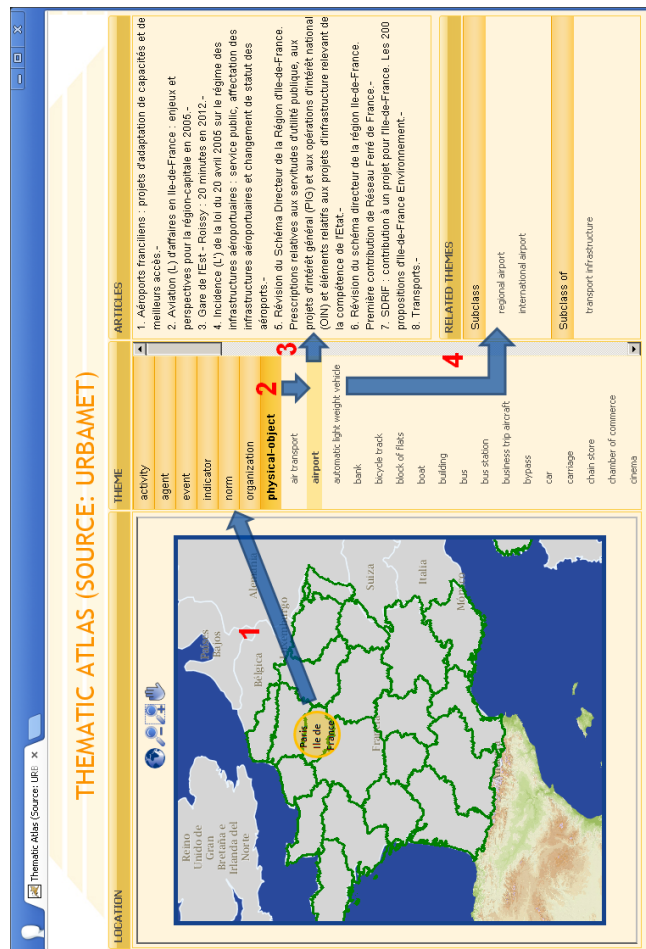 Thematic Atlas (Source: URB
THEMATIC ATLAS (SOURCE: URBAMET)
LOCATION
Reino
Unido de
Gran
Bretaña e
Irlanda del
Norte
Países
Bajos
Bélgica
Alemania
Luxemburgo
Paris
Ile de
France
Francia
Suiza
Italia
Mónaco
1
THEME
activity
agent
event
indicator
norm
organization
physical-object
air transport
airport
automatic light weight vehicle
bank
bicycle track
block of flats
boat
building
bus
bus station
business trip aircraft
bypass
car
carriage
chain store
chamber of commerce
cinema
2
3
4
ARTICLES
1. Aéroports franciliens : projets d'adaptation de capacités et de
meilleurs accès.-
2. Aviation (L) d'affaires en Ile-de-France : enjeux et
perspectives pour la région-capitale en 2005.-
3. Gare de l'Est - Roissy : 20 minutes en 2012.-
4. Incidence (L') de la loi du 20 avril 2005 sur le régime des
infrastructures aéroportuaires : service public, affectation des
infrastructures aéroportuaires et changement de statut des
aéroports.-
5. Révision du Schéma Directeur de la Région d'Ile-de-France.
Prescriptions relatives aux servitudes d'utilité publique, aux
projets d'intérêt général (PIG) et aux opérations d'intérêt national
(OIN) et éléments relatifs aux projets d'infrastructure relevant de
la compétence de l'Etat.-
6. Révision du schéma directeur de la région Ile-de-France.
Première contribution de Réseau Ferré de France.-
7. SDRIF : contribution à un projet pour l'Ile-de-France. Les 200
propositions d'Ile-de-France Environnement.-
8. Transports.-
RELATED THEMES
Subclass
regional airport
international airport
Subclass of
transport infrastructure